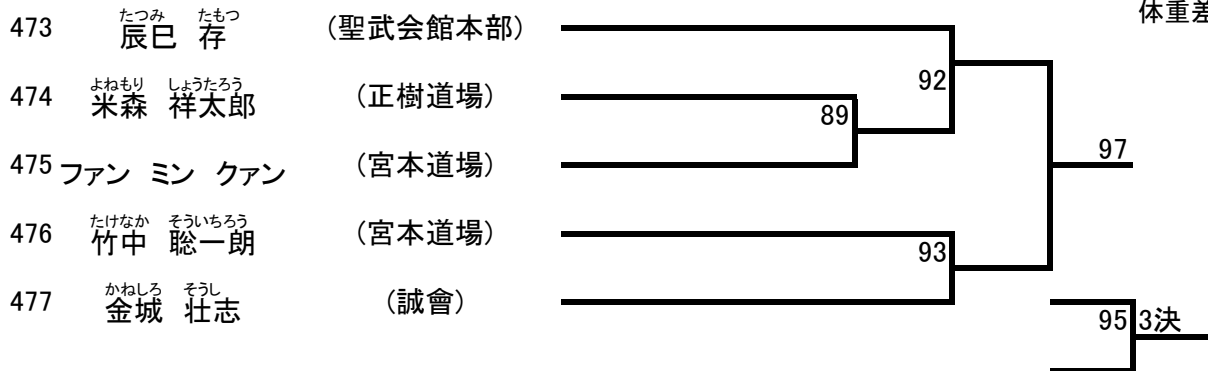 体重差
たつみ たもつ
473 辰巳 存 (聖武会館本部)
よねもり しょうたろう
474 米森 祥太郎 (正樹道場)
92
89
475 ファン ミン クァン (宮本道場)
97
たけなか そういちろう
476 竹中 聡一朗 (宮本道場)
93
かねしろ そうし
477 金城 壮志 (誠會)
95 3決